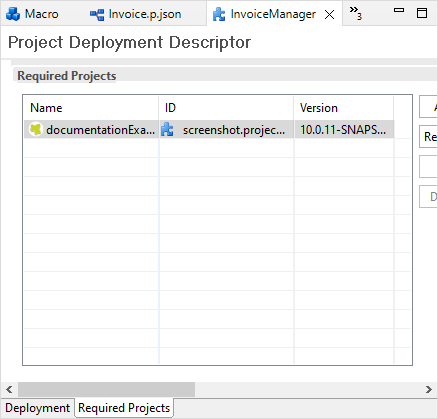 Macro Invoice.p.json InvoiceManager »3
Project Deployment Descriptor
Required Projects
Name ID Version
documentationExa... screenshot.projec... 10.0.11-SNAPS...
A
Re
D
Deployment Required Projects